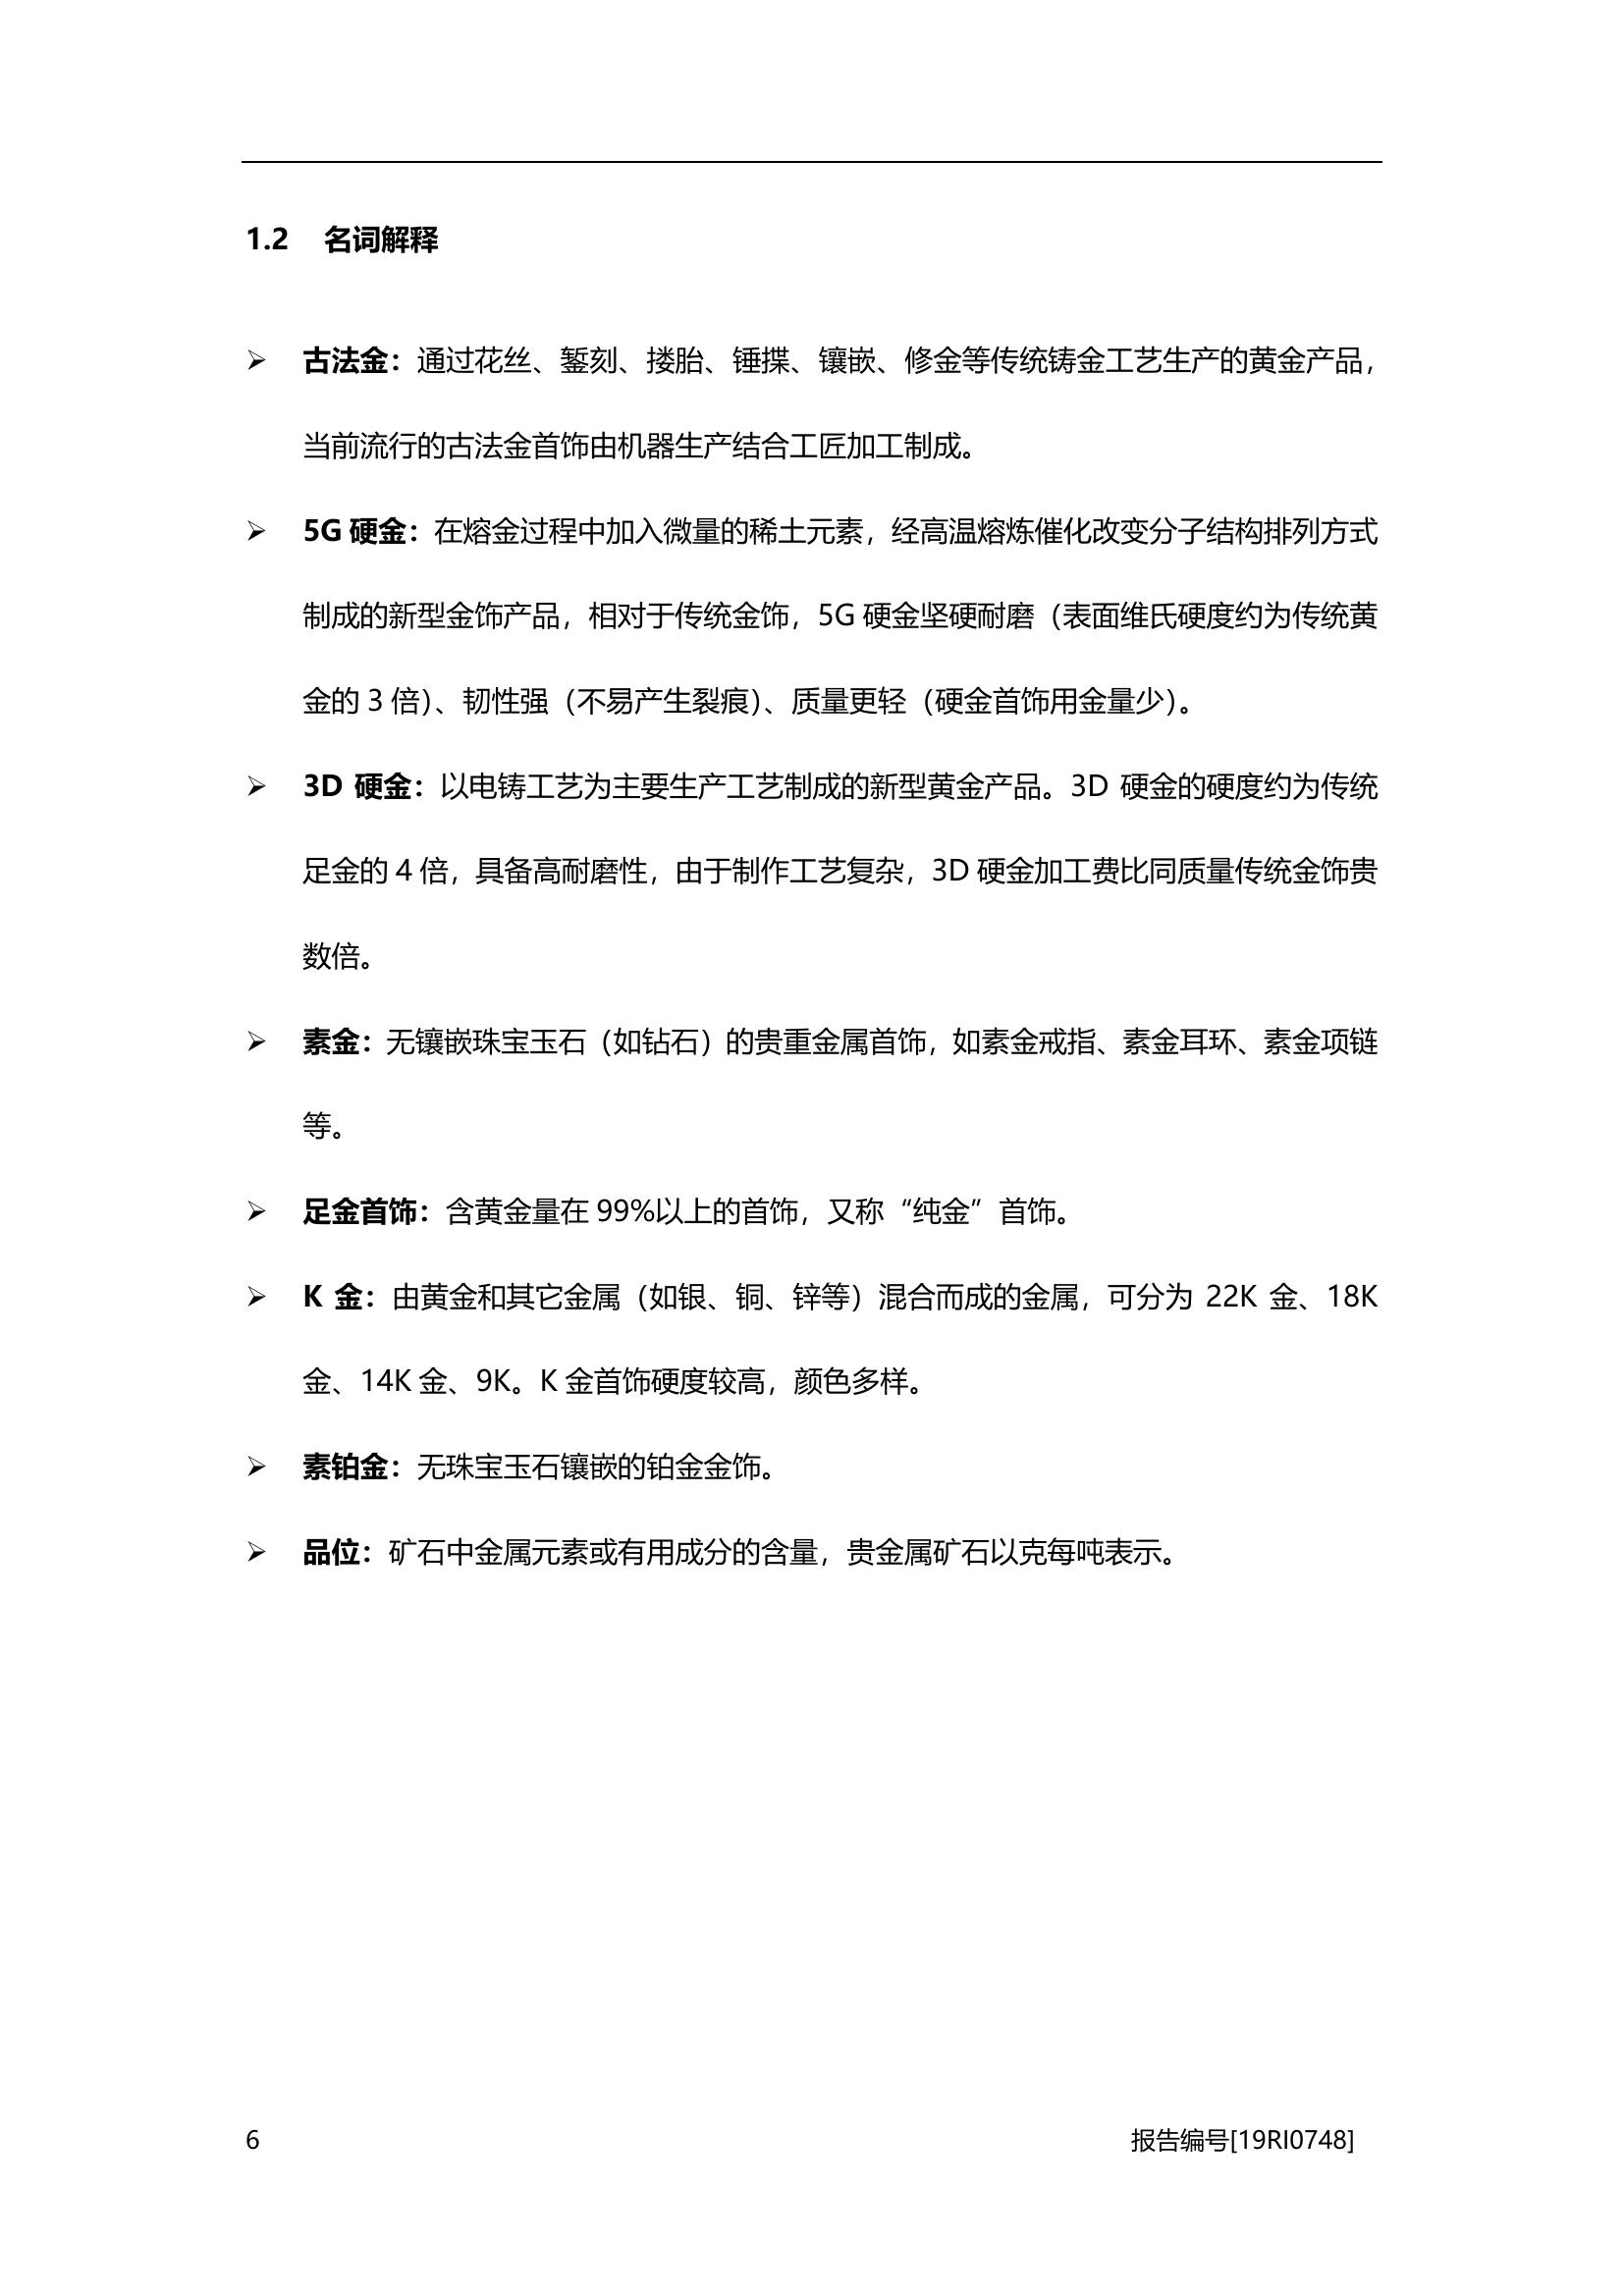 1.2 名词解释
➢ 古法金：通过花丝、錾刻、搂胎、锤揲、镶嵌、修金等传统铸金工艺生产的黄金产品，
当前流行的古法金首饰由机器生产结合工匠加工制成。
➢ 5G 硬金：在熔金过程中加入微量的稀土元素，经高温熔炼催化改变分子结构排列方式
制成的新型金饰产品，相对于传统金饰，5G 硬金坚硬耐磨（表面维氏硬度约为传统黄
金的 3 倍）、韧性强（不易产生裂痕）、质量更轻（硬金首饰用金量少）。
➢ 3D 硬金：以电铸工艺为主要生产工艺制成的新型黄金产品。3D 硬金的硬度约为传统
足金的 4 倍，具备高耐磨性，由于制作工艺复杂，3D 硬金加工费比同质量传统金饰贵
数倍。
➢ 素金：无镶嵌珠宝玉石（如钻石）的贵重金属首饰，如素金戒指、素金耳环、素金项链
等。
➢ 足金首饰：含黄金量在 99%以上的首饰，又称“纯金”首饰。
➢ K 金：由黄金和其它金属（如银、铜、锌等）混合而成的金属，可分为 22K 金、18K
金、14K 金、9K。K 金首饰硬度较高，颜色多样。
➢ 素铂金：无珠宝玉石镶嵌的铂金金饰。
➢ 品位：矿石中金属元素或有用成分的含量，贵金属矿石以克每吨表示。
6 报告编号[19RI0748]